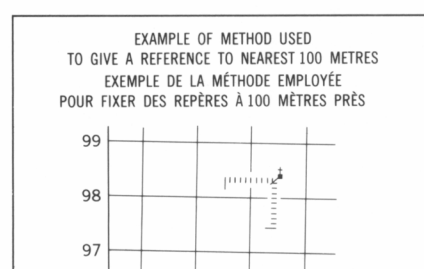 EXAMPLE OF METHOD USED
TO GIVE A REFERENCE TO NEAREST 100 METRES
EXEMPLE DE LA MÉTHODE EMPLOYÉE
POUR FIXER DES REPÈRES À 100 MÈTRES PRÈS
99
98
97